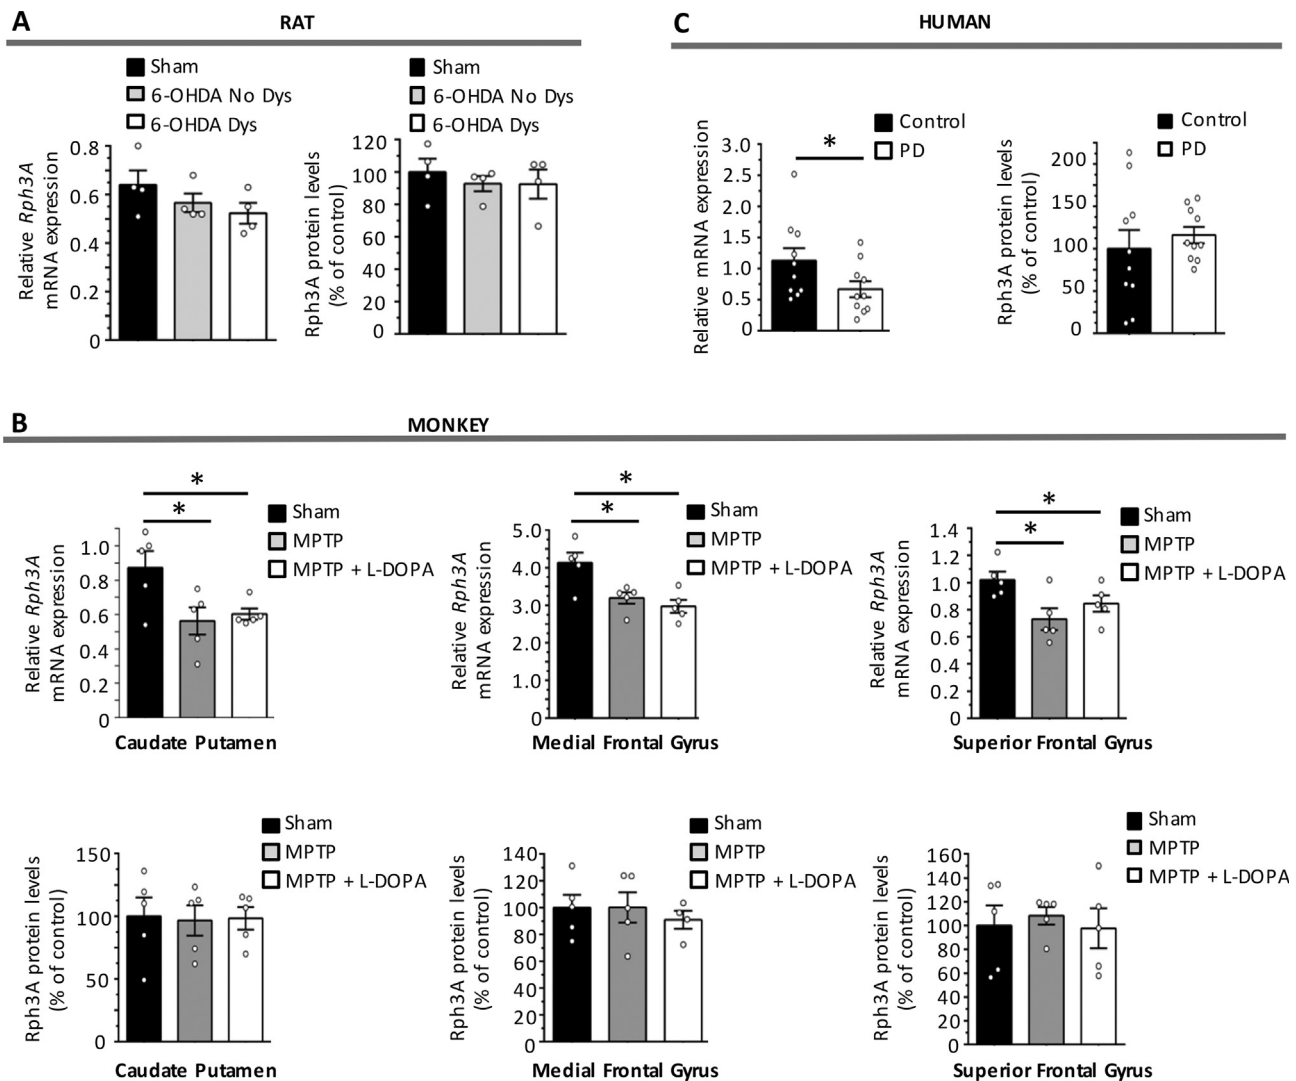 A
RAT
Sham
6-OHDA No Dys
6-OHDA Dys
Relative Rph3A
mRNA expression
0.8
0.6
0.4
0.2
0
Sham
6-OHDA No Dys
6-OHDA Dys
Rph3A protein levels
(% of control)
120
100
80
60
40
20
0
C
HUMAN
Control
PD
*
Relative mRNA expression
3.0
2.5
2.0
1.5
1.0
0.5
0
Control
PD
Rph3A protein levels
(% of control)
200
150
100
50
0
B
MONKEY
*
*
Sham
MPTP
MPTP + L-DOPA
Relative Rph3A
mRNA expression
1.0
0.8
0.6
0.4
0.2
0
Caudate Putamen
*
*
Sham
MPTP
MPTP + L-DOPA
Relative Rph3A
mRNA expression
5.0
4.0
3.0
2.0
1.0
0
Medial Frontal Gyrus
*
*
Sham
MPTP
MPTP + L-DOPA
Relative Rph3A
mRNA expression
1.4
1.2
1.0
0.8
0.6
0.4
0.2
0
Superior Frontal Gyrus
Sham
MPTP
MPTP + L-DOPA
Rph3A protein levels
(% of control)
150
100
50
0
Caudate Putamen
Sham
MPTP
MPTP + L-DOPA
Rph3A protein levels
(% of control)
140
120
100
80
60
40
20
0
Medial Frontal Gyrus
Sham
MPTP
MPTP + L-DOPA
Rph3A protein levels
(% of control)
160
140
120
100
80
60
40
20
0
Superior Frontal Gyrus